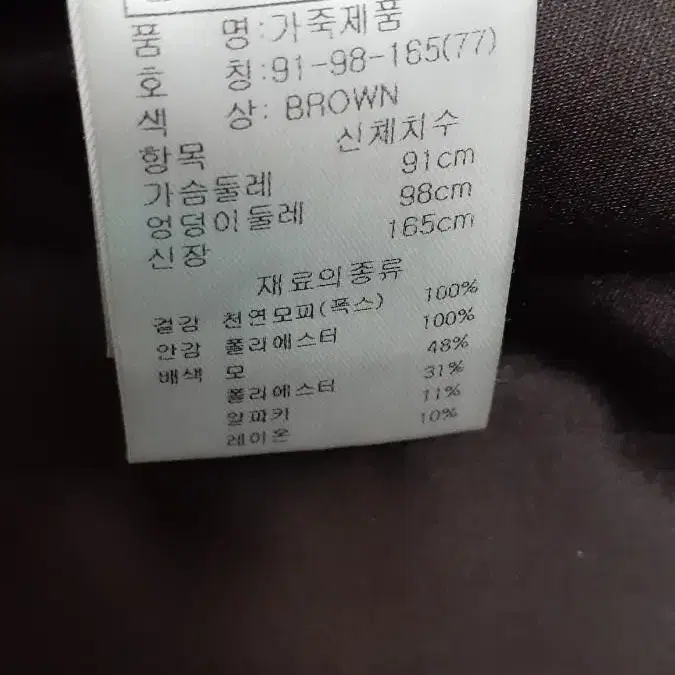 품 명:가죽제품
호 칭:91-98-165(77)
색 상: BROWN
항목 신체치수
가슴둘레 91cm
엉덩이둘레 98cm
신장 165cm
재료의종류
겉감 천연모피(폭스) 100%
안감 폴리에스터 100%
배색 모 48%
폴리에스터 31%
알파카 11%
레이온 10%